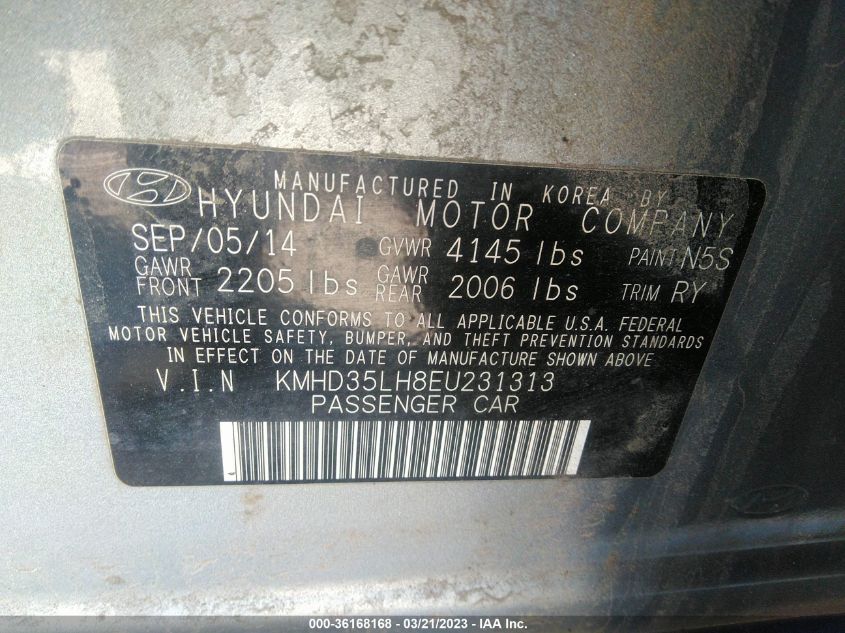 MANUFACTURED IN KOREA BY
HYUNDAI MOTOR COMPANY
SEP/05/14 GVWR 4145 lbs PAINT N5S
GAWR FRONT 2205 lbs GAWR REAR 2006 lbs TRIM RY
THIS VEHICLE CONFORMS TO ALL APPLICABLE U.S.A. FEDERAL
MOTOR VEHICLE SAFETY, BUMPER, AND THEFT PREVENTION STANDARDS
IN EFFECT ON THE DATE OF MANUFACTURE SHOWN ABOVE
V.I.N KMHD35LH8EU231313
PASSENGER CAR
000-36168168 - 03/21/2023 - IAA Inc.